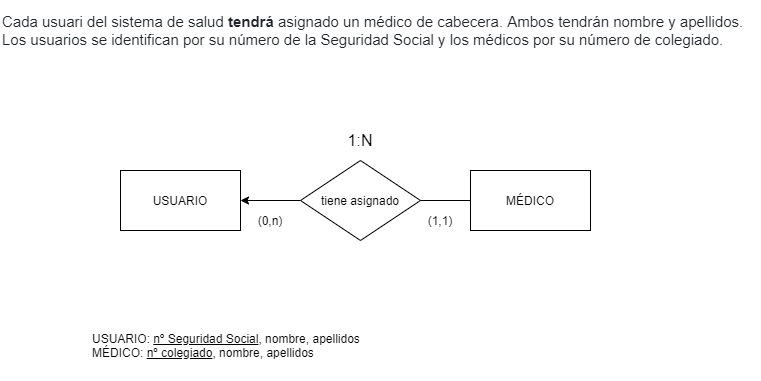 Cada usuari del sistema de salud tendrá asignado un médico de cabecera. Ambos tendrán nombre y apellidos.
Los usuarios se identifican por su número de la Seguridad Social y los médicos por su número de colegiado.
1:N
USUARIO
tiene asignado
MÉDICO
(0,n)
(1,1)
USUARIO: nº Seguridad Social, nombre, apellidos
MÉDICO: nº colegiado, nombre, apellidos